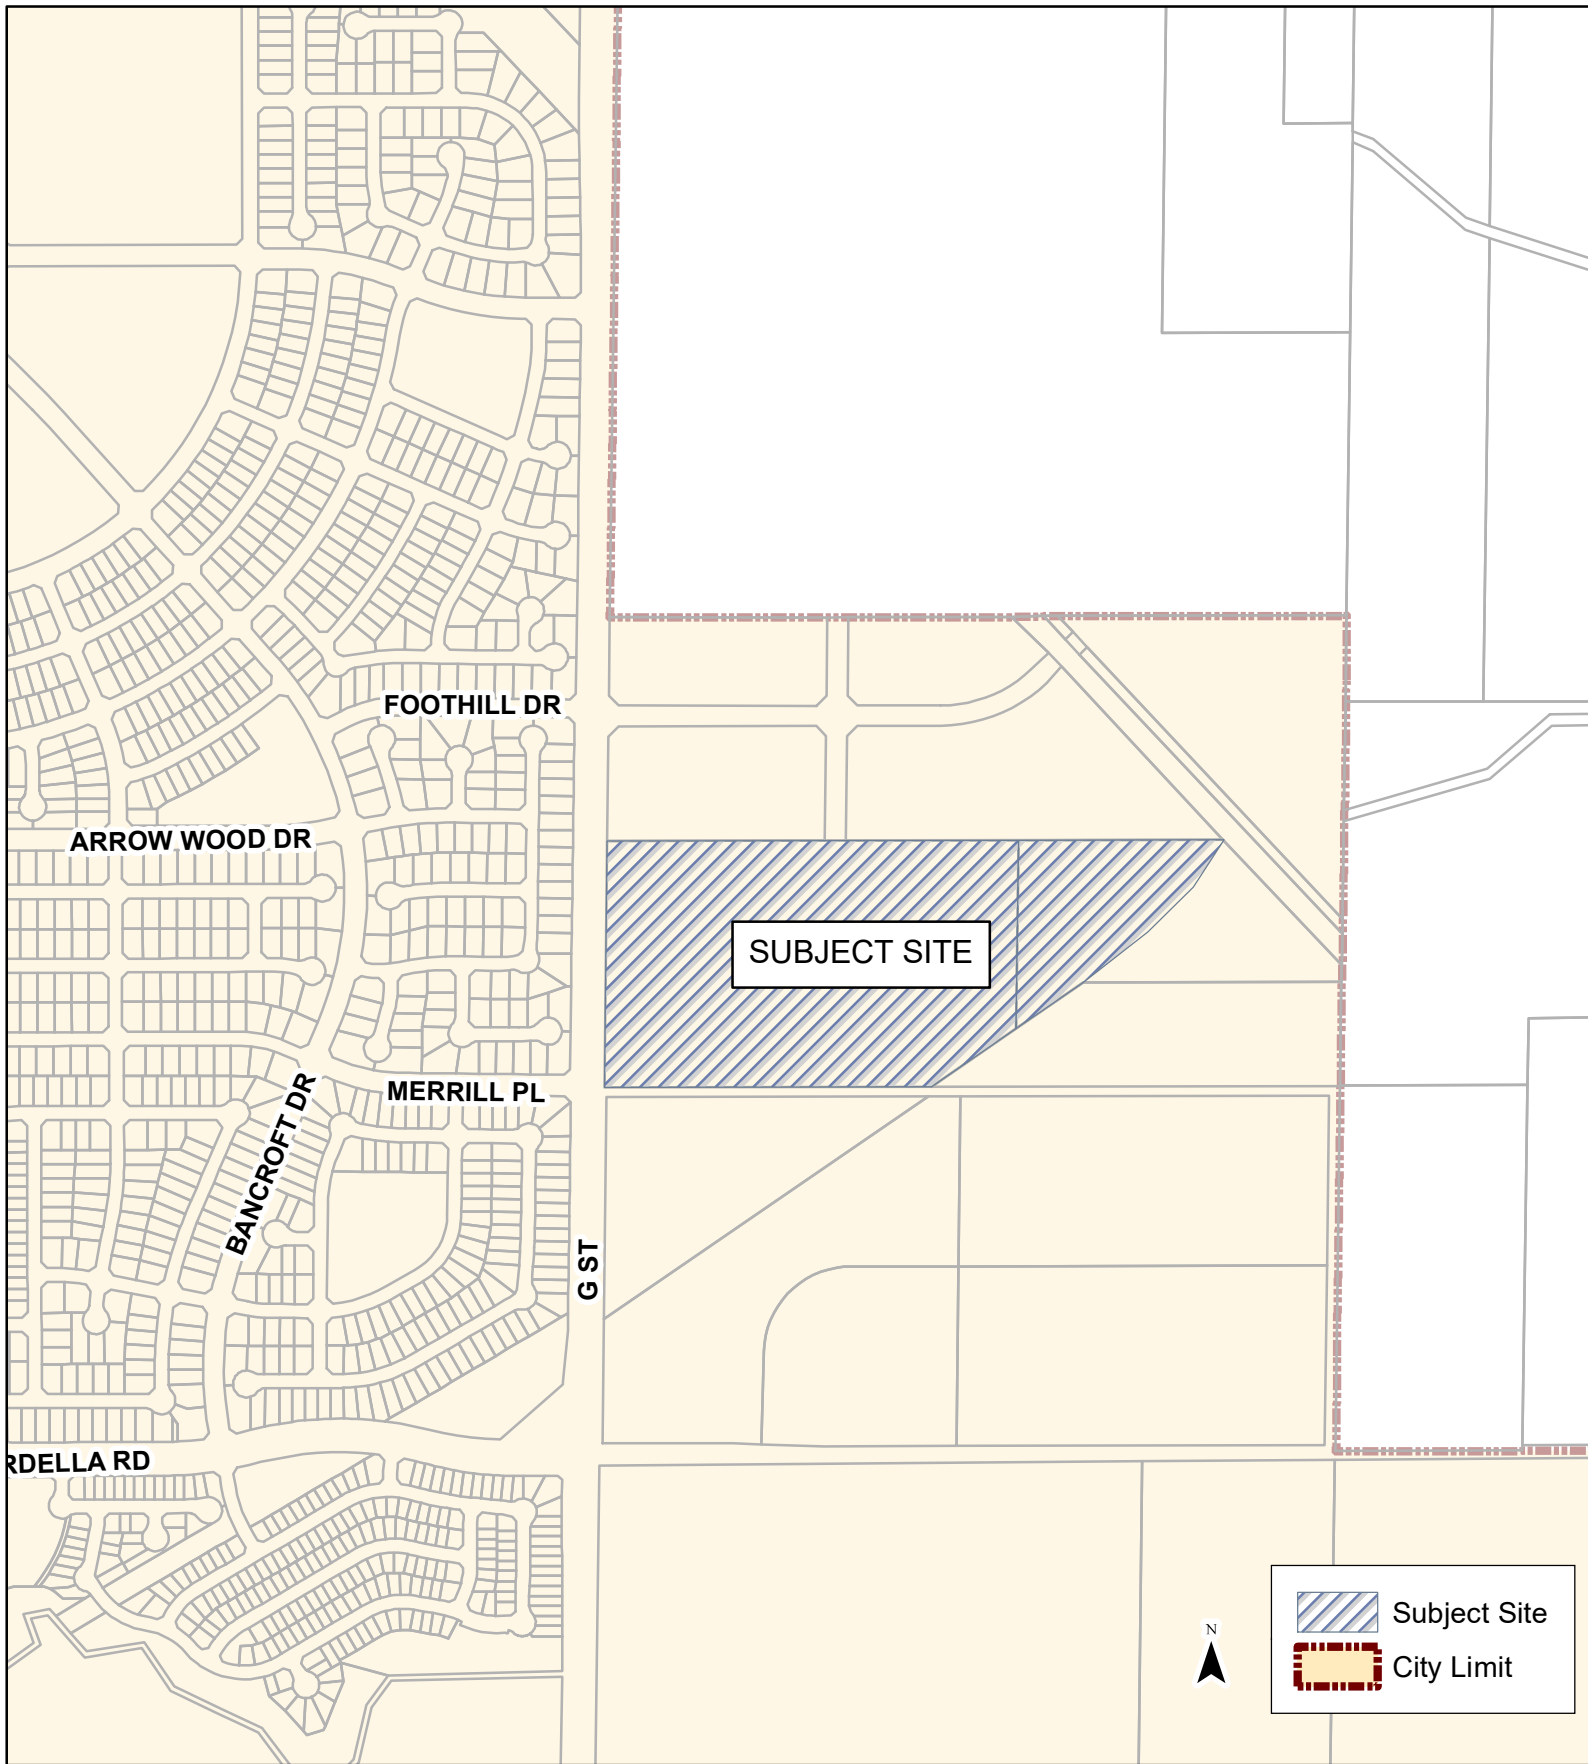 FOOTHILL DR
ARROW WOOD DR
SUBJECT SITE
MERRILL PL
BANCROFT DR
G ST
RDELLA RD
N
Subject Site
City Limit